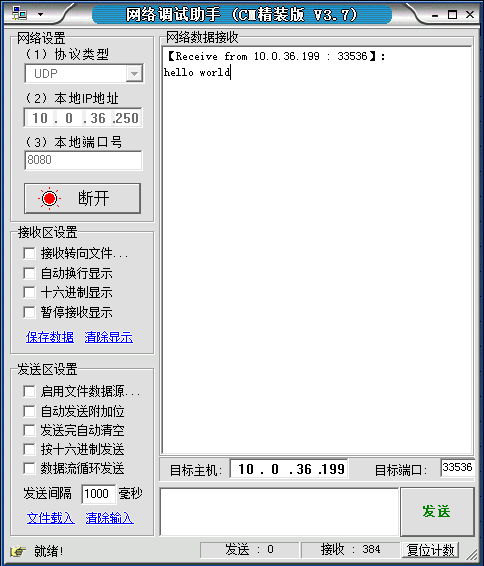 网络调试助手 (CM精装版 V3.7)
网络设置
(1) 协议类型
UDP
(2) 本地IP地址
10 . 0 . 36 .250
(3) 本地端口号
8080
断开
接收区设置
接收转向文件...
自动换行显示
十六进制显示
暂停接收显示
保存数据 清除显示
发送区设置
启用文件数据源...
自动发送附加位
发送完自动清空
按十六进制发送
数据流循环发送
发送间隔 1000 毫秒
文件载入 清除输入
网络数据接收
【Receive from 10.0.36.199 : 33536】:
hello world
目标主机: 10 . 0 . 36 .199 目标端口: 33536
发送
就绪! 发送 : 0 接收 : 384 复位计数